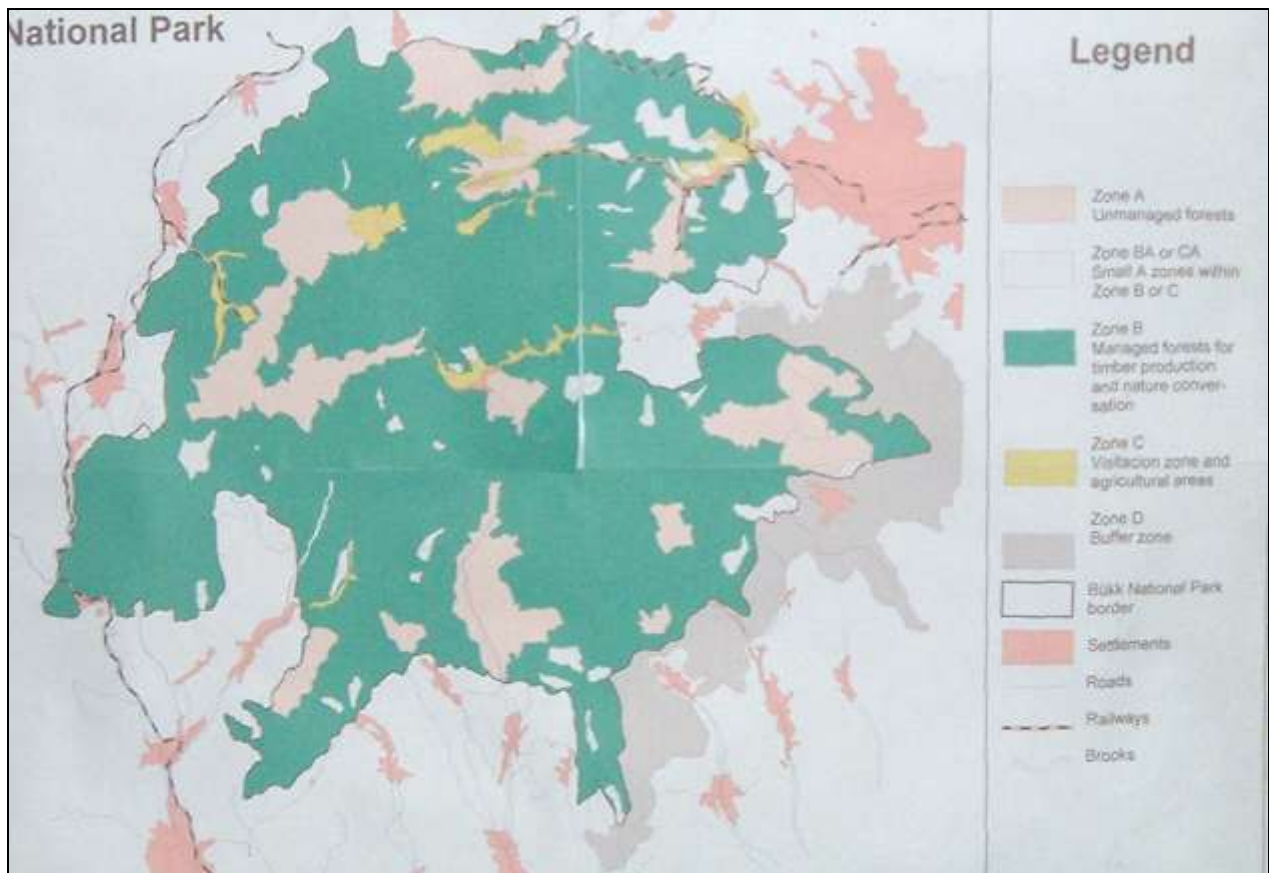 National Park
Legend
Zone A
Unmanaged forests
Zone BA or CA
Small A zones within
Zone B or C
Zone B
Managed forests for
timber production
and nature conver-
sation
Zone C
Visitacion zone and
agricultural areas
Zone D
Buffer zone
Bükk National Park
border
Settlements
Roads
Railways
Brooks